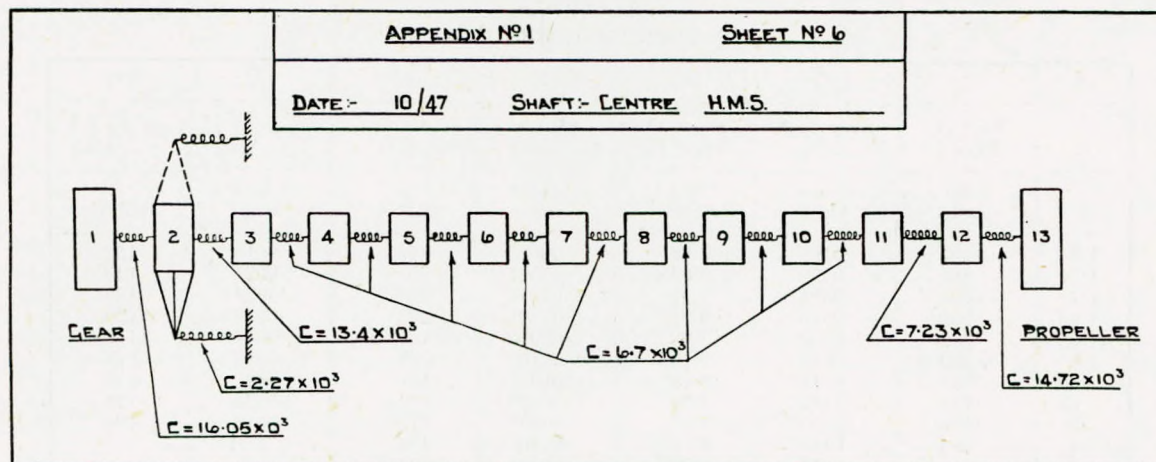 APPENDIX Nº 1 SHEET Nº 6
DATE:- 10/47 SHAFT:- CENTRE H.M.S.
1 2 3 4 5 6 7 8 9 10 11 12 13
GEAR
C=13.4×10³
C=6.7×10³
C=7.23×10³
PROPELLER
C=2.27×10³
C=14.72×10³
C=16.05×0³